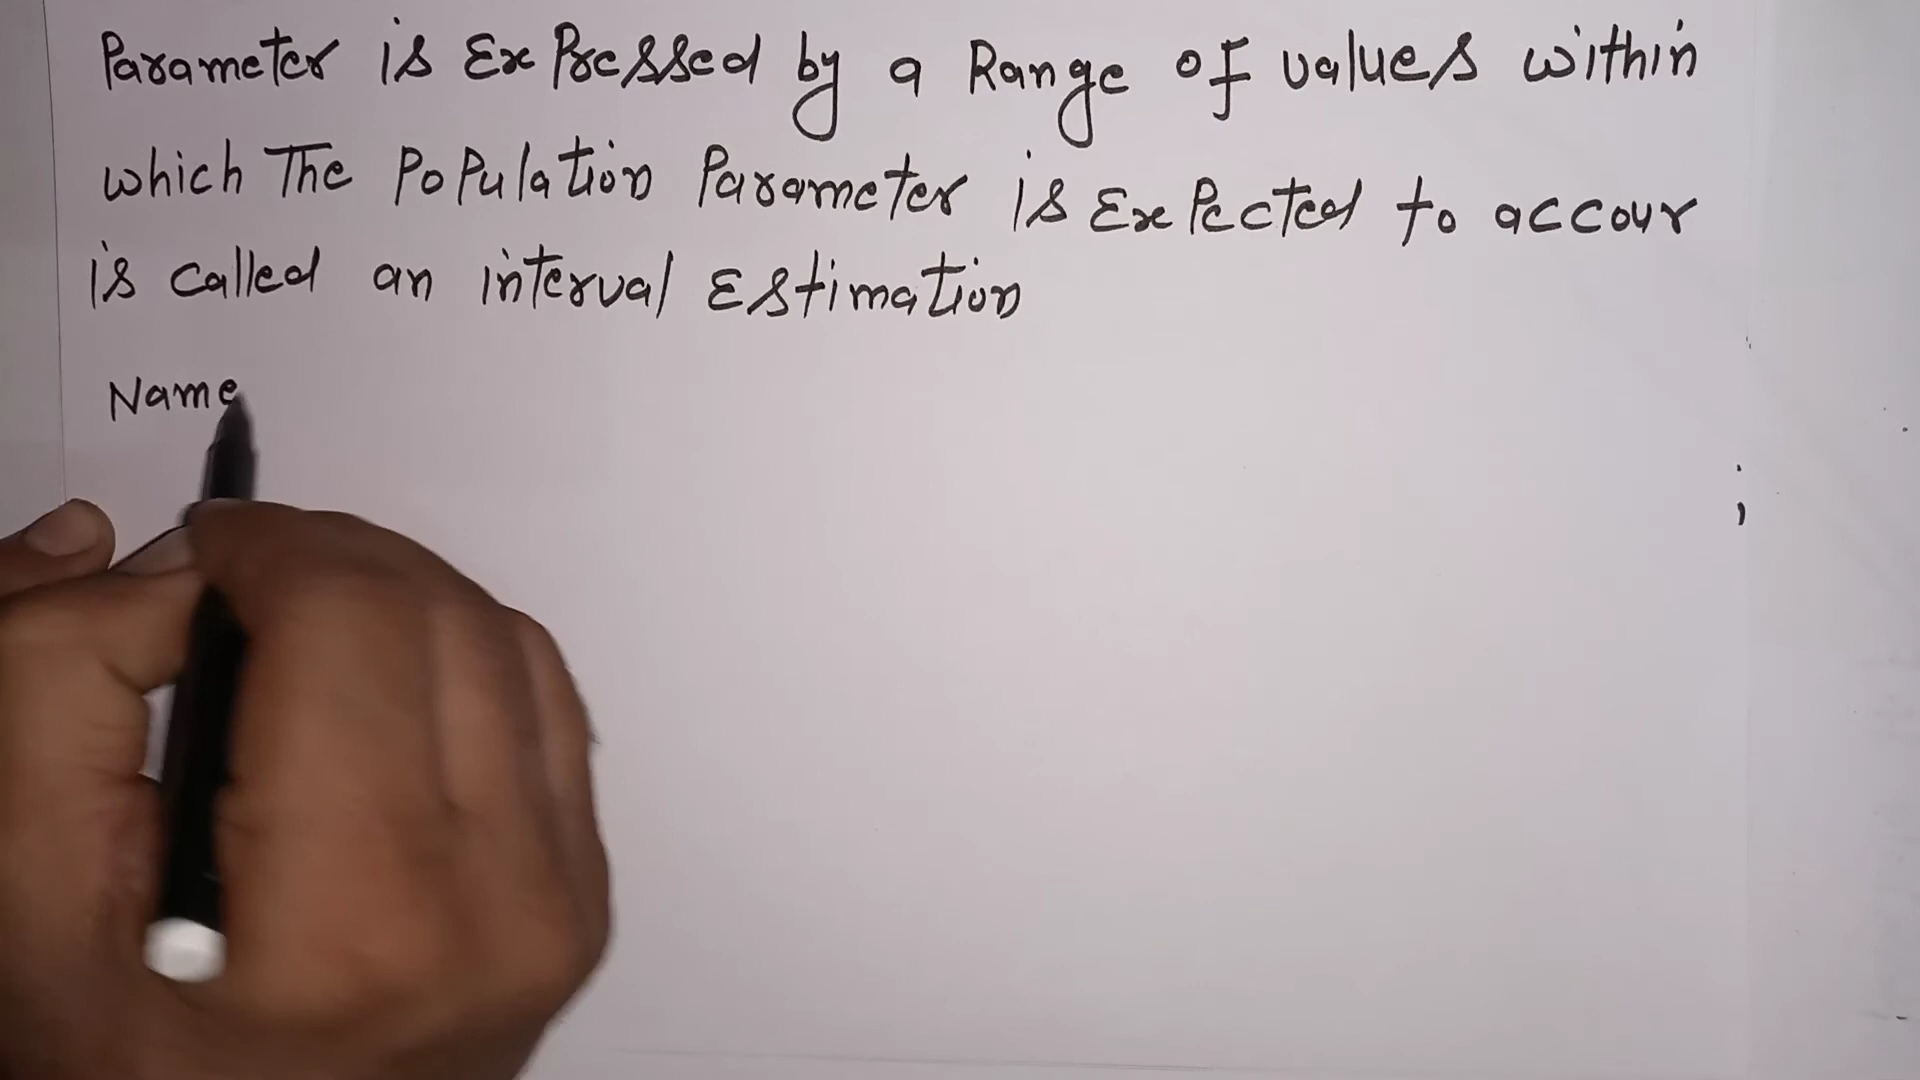 Parameter is Expressed by a Range of values within
which The Population Parameter is Expected to accour
is called an interval Estimation
Name